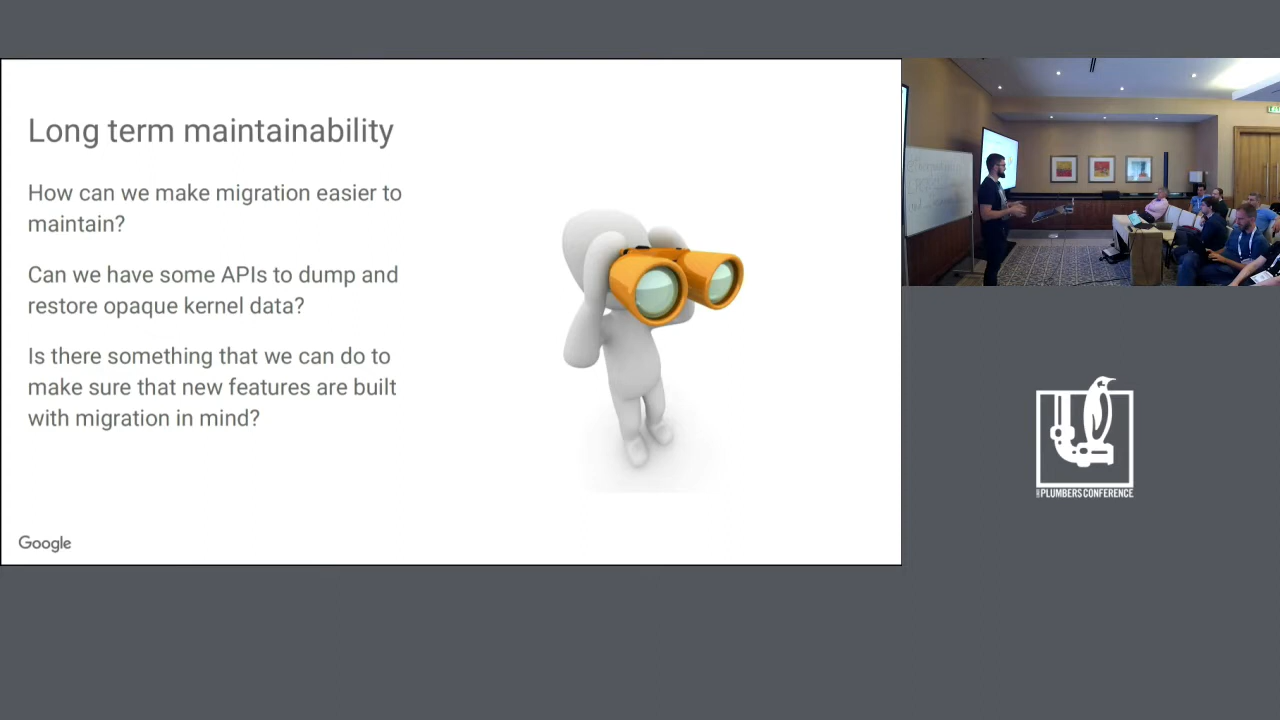 Long term maintainability
How can we make migration easier to
maintain?
Can we have some APIs to dump and
restore opaque kernel data?
Is there something that we can do to
make sure that new features are built
with migration in mind?
Google
PLUMBERS CONFERENCE